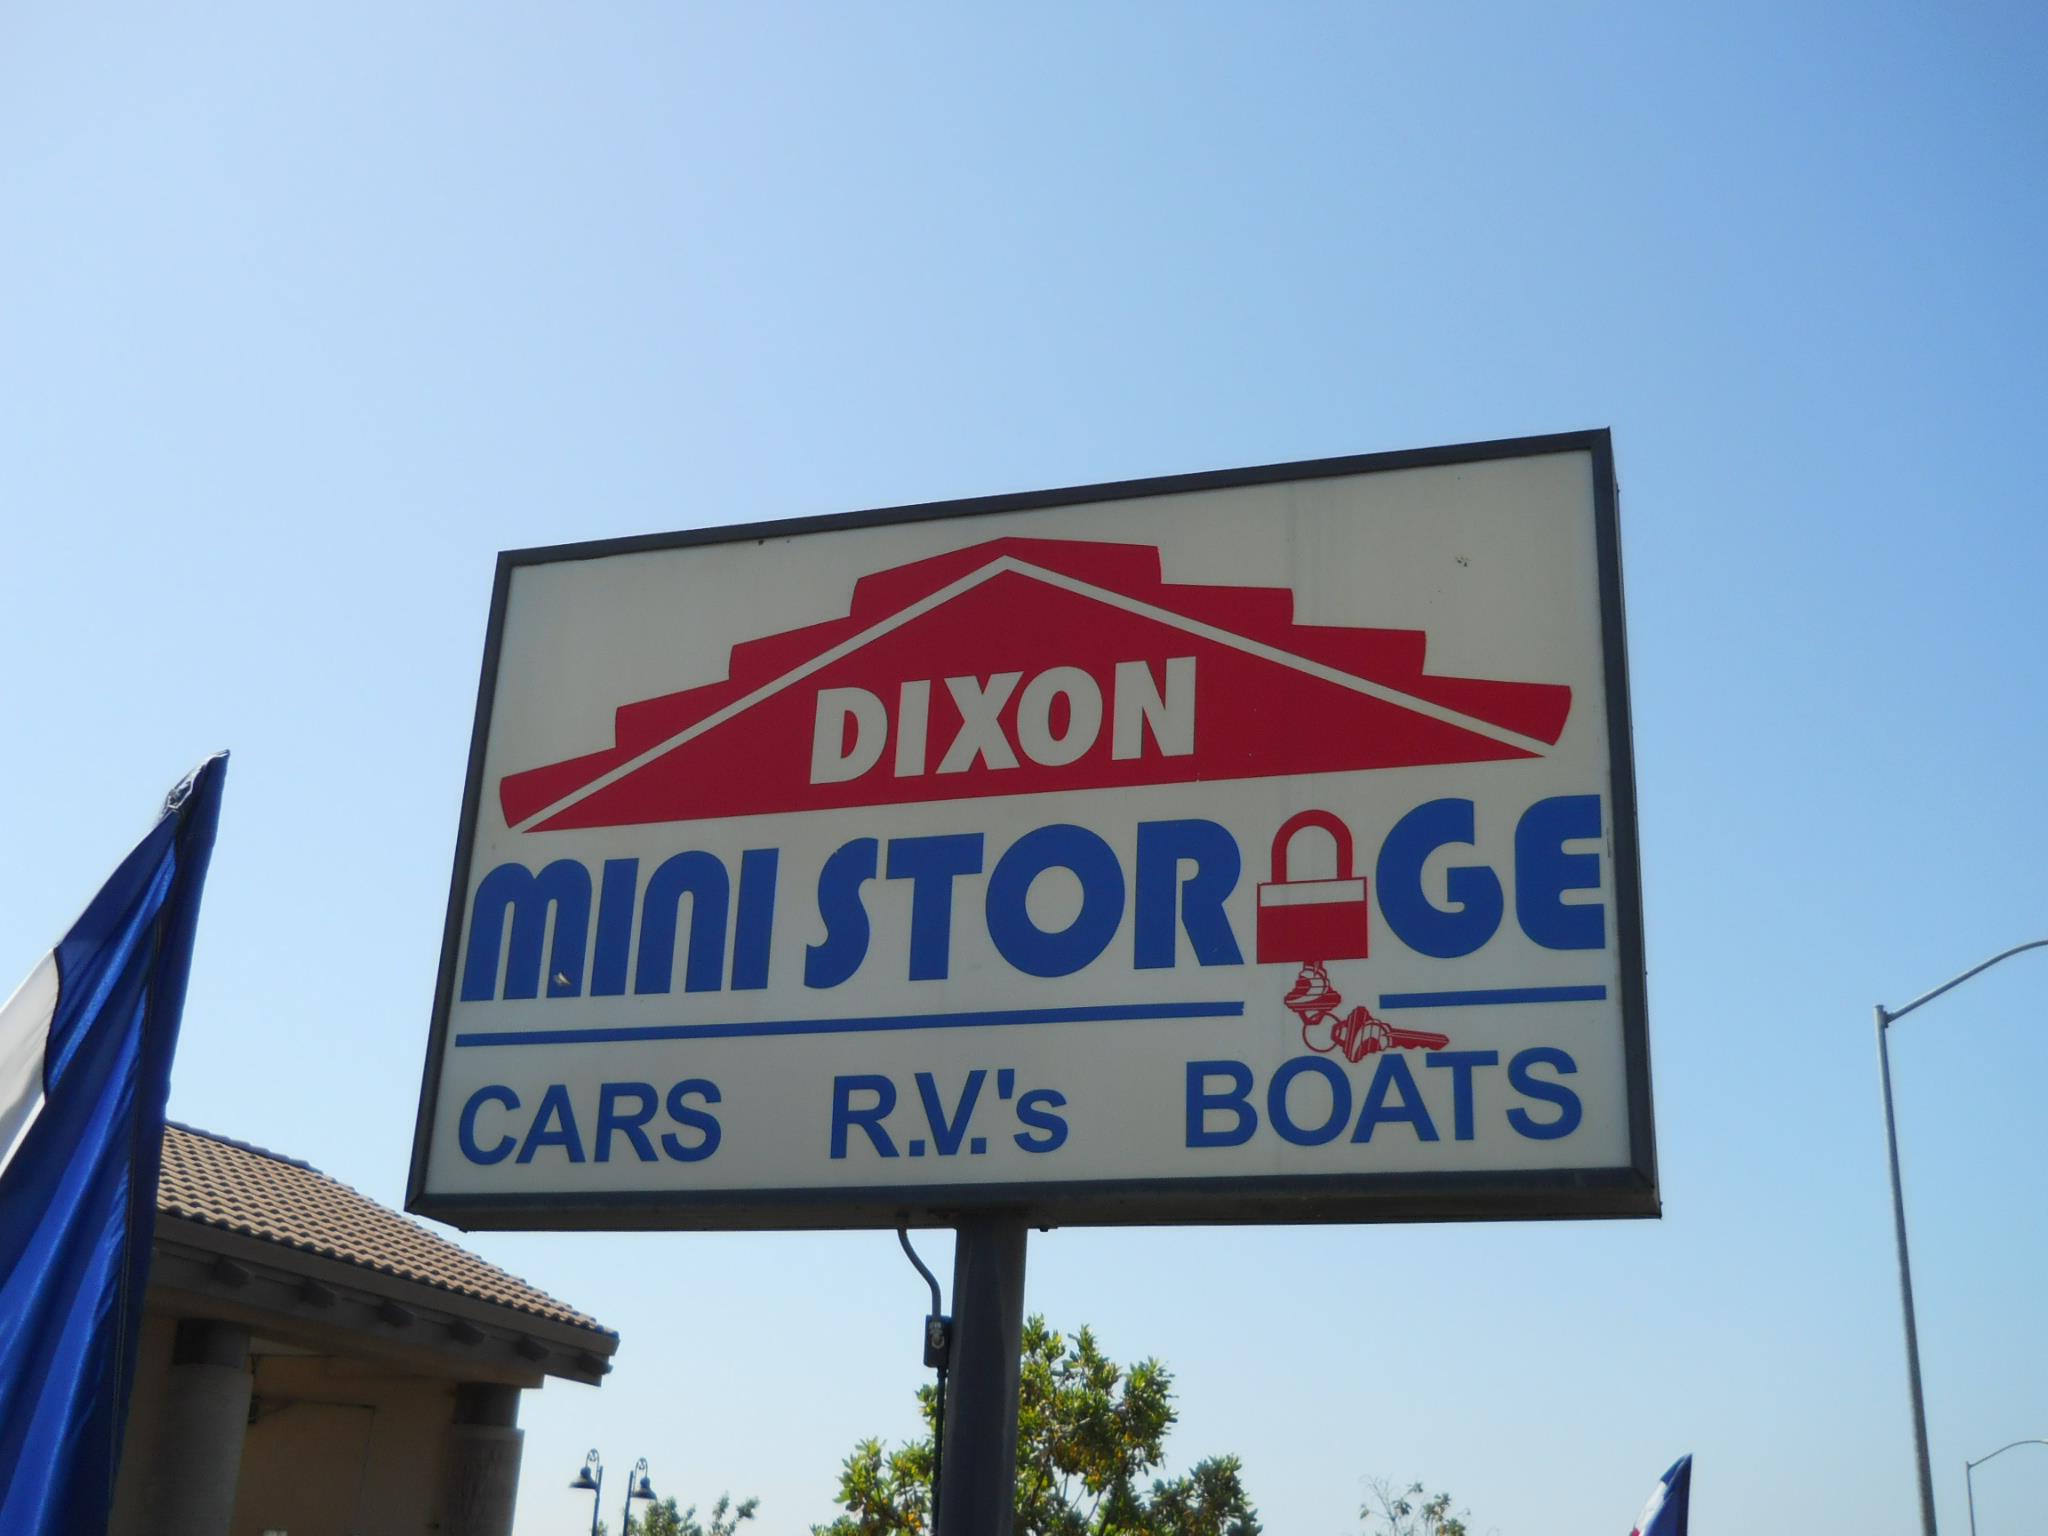 DIXON
MINI STORAGE
CARS R.V.'s BOATS